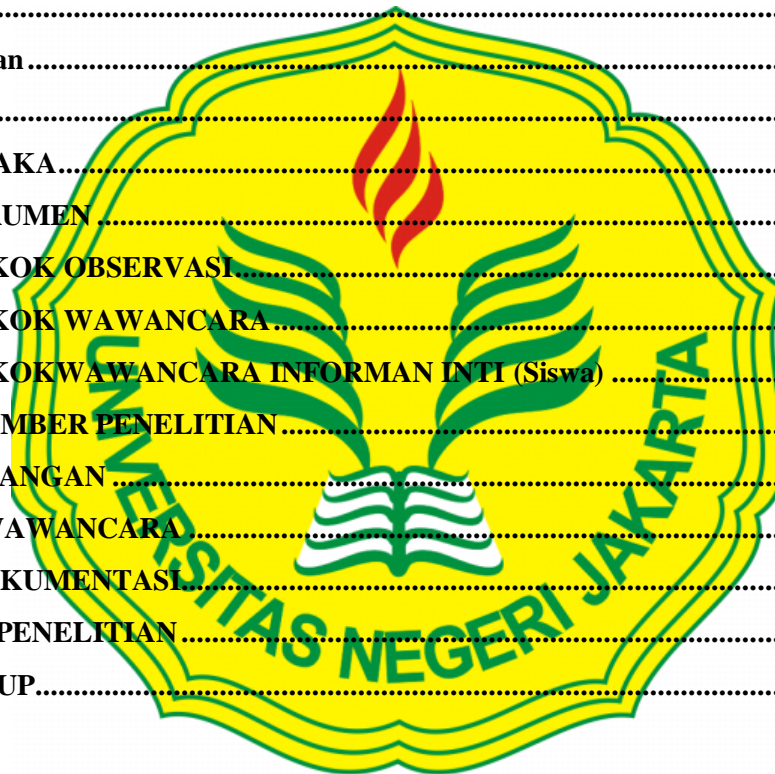 ................................................................
an ................................................................
................................................................
AKA ................................................................
UMEN ................................................................
KOK OBSERVASI ................................................................
KOK WAWANCARA ................................................................
KOKWAWANCARA INFORMAN INTI (Siswa) ................................
MBER PENELITIAN ................................................................
ANGAN ................................................................
WAWANCARA ................................................................
KUMENTASI ................................................................
PENELITIAN ................................................................
UP ................................................................
UNIVERSITAS NEGERI JAKARTA